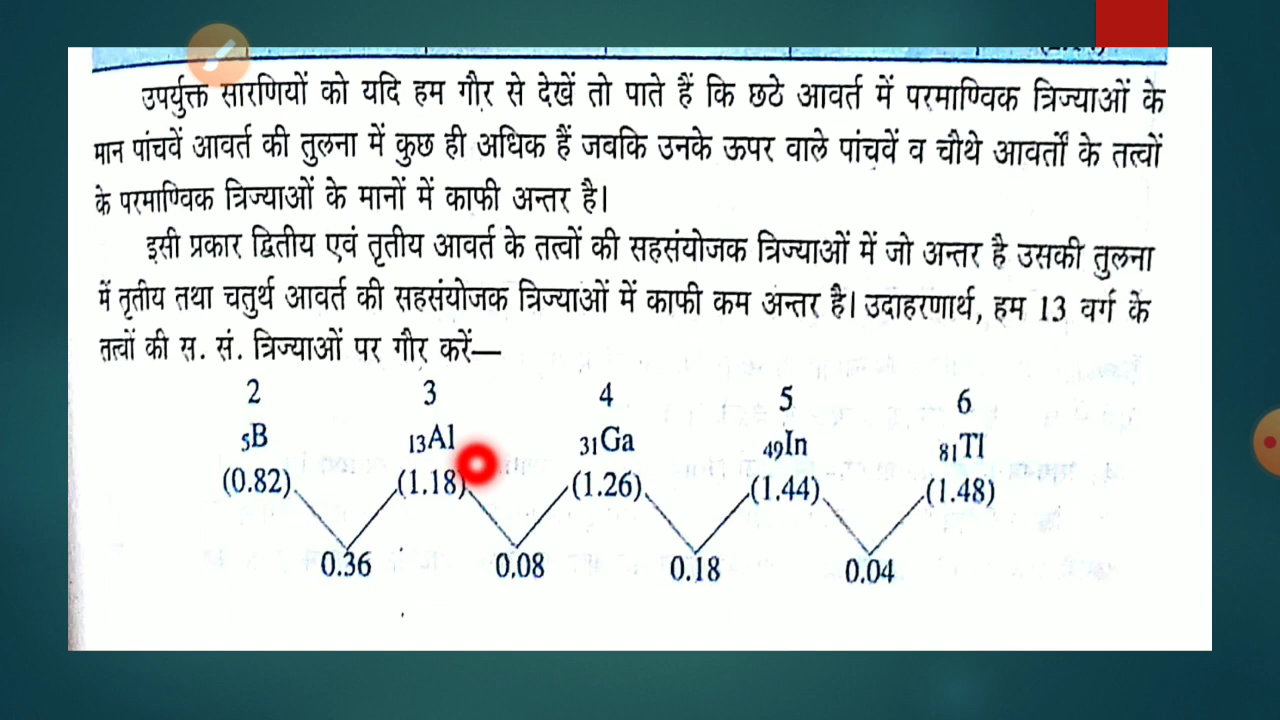 उपर्युक्त सारणियों को यदि हम गौर से देखें तो पाते हैं कि छठे आवर्त में परमाण्विक त्रिज्याओं के
मान पांचवें आवर्त की तुलना में कुछ ही अधिक हैं जबकि उनके ऊपर वाले पांचवें व चौथे आवर्तों के तत्वों
के परमाण्विक त्रिज्याओं के मानों में काफी अन्तर है।
इसी प्रकार द्वितीय एवं तृतीय आवर्त के तत्वों की सहसंयोजक त्रिज्याओं में जो अन्तर है उसकी तुलना
में तृतीय तथा चतुर्थ आवर्त की सहसंयोजक त्रिज्याओं में काफी कम अन्तर है। उदाहरणार्थ, हम 13 वर्ग के
तत्वों की स. सं. त्रिज्याओं पर गौर करें—
2 3 4 5 6
₅B ₁₃Al ₃₁Ga ₄₉In ₈₁Tl
(0.82) (1.18) (1.26) (1.44) (1.48)
0.36 0.08 0.18 0.04